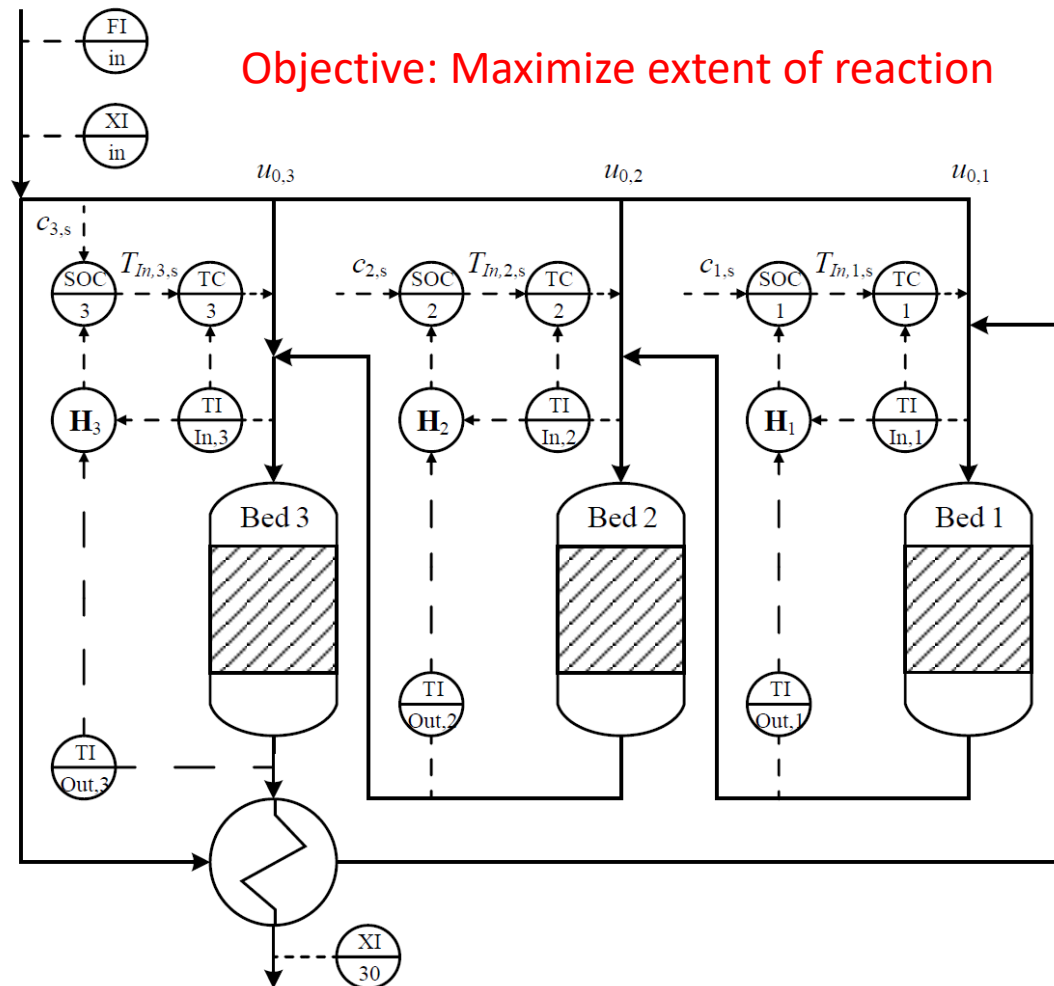 FI
in
Objective: Maximize extent of reaction
XI
in
u0,3
u0,2
u0,1
c3,s
SOC
3
TIn,3,s
TC
3
c2,s
SOC
2
TIn,2,s
TC
2
c1,s
SOC
1
TIn,1,s
TC
1
H3
TI
In,3
H2
TI
In,2
H1
TI
In,1
Bed 3
Bed 2
Bed 1
TI
Out,2
TI
Out,1
TI
Out,3
XI
30